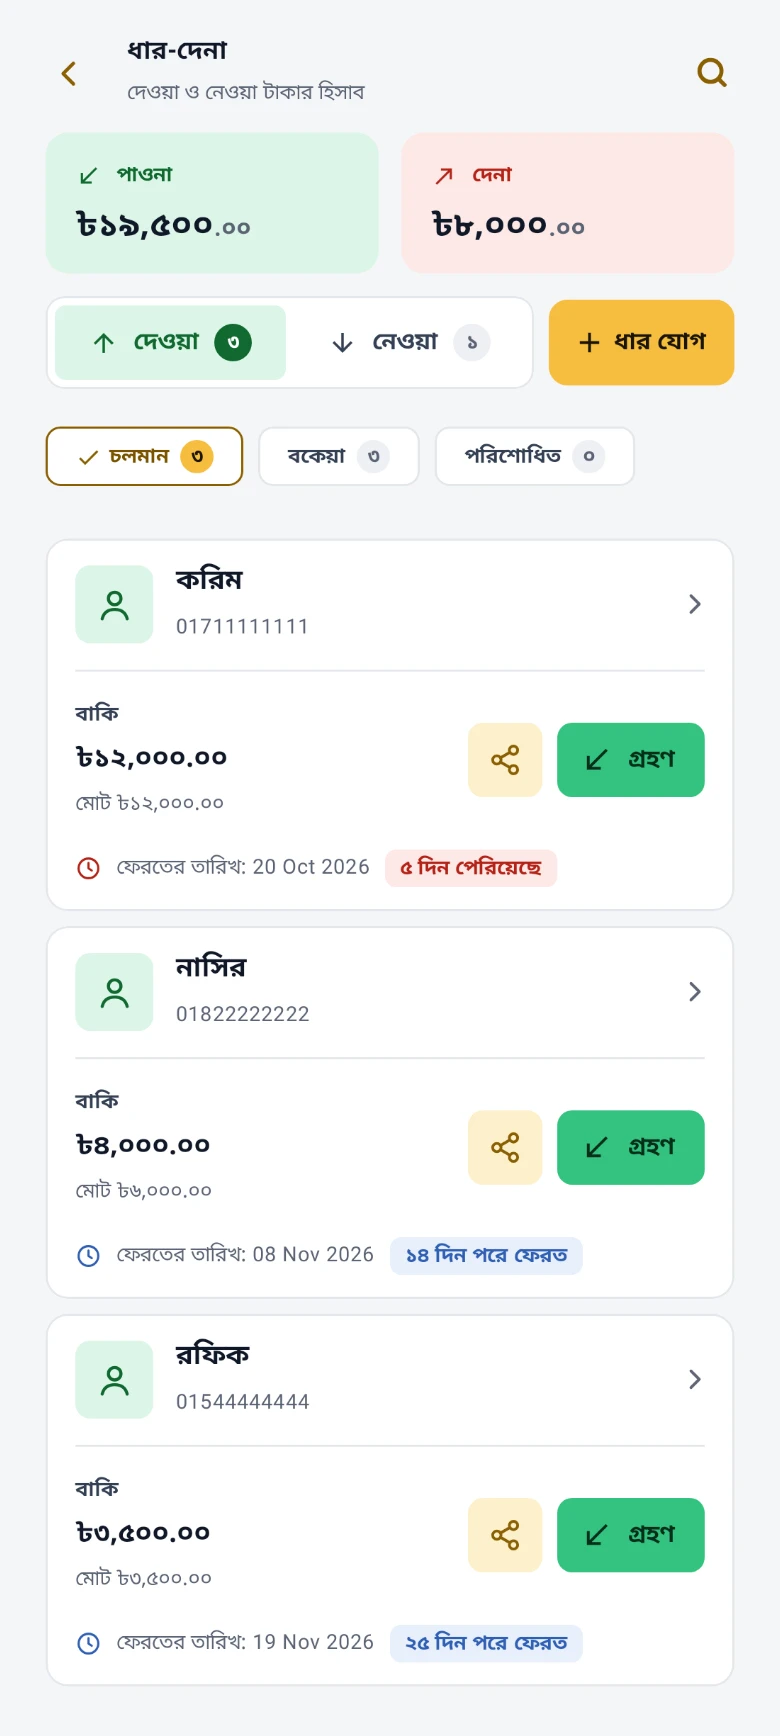 ধার-দেনা
দেওয়া ও নেওয়া টাকার হিসাব
পাওনা
৳১৯,৫০০.০০
দেনা
৳৮,০০০.০০
দেওয়া ৩
নেওয়া ১
ধার যোগ
চলমান ৩
বকেয়া ৩
পরিশোধিত ০
করিম
01711111111
বাকি
৳১২,০০০.০০
মোট ৳১২,০০০.০০
গ্রহণ
ফেরতের তারিখ: 20 Oct 2026 ৫ দিন পেরিয়েছে
নাসির
01822222222
বাকি
৳৪,০০০.০০
মোট ৳৬,০০০.০০
গ্রহণ
ফেরতের তারিখ: 08 Nov 2026 ১৪ দিন পরে ফেরত
রফিক
01544444444
বাকি
৳৩,৫০০.০০
মোট ৳৩,৫০০.০০
গ্রহণ
ফেরতের তারিখ: 19 Nov 2026 ২৫ দিন পরে ফেরত